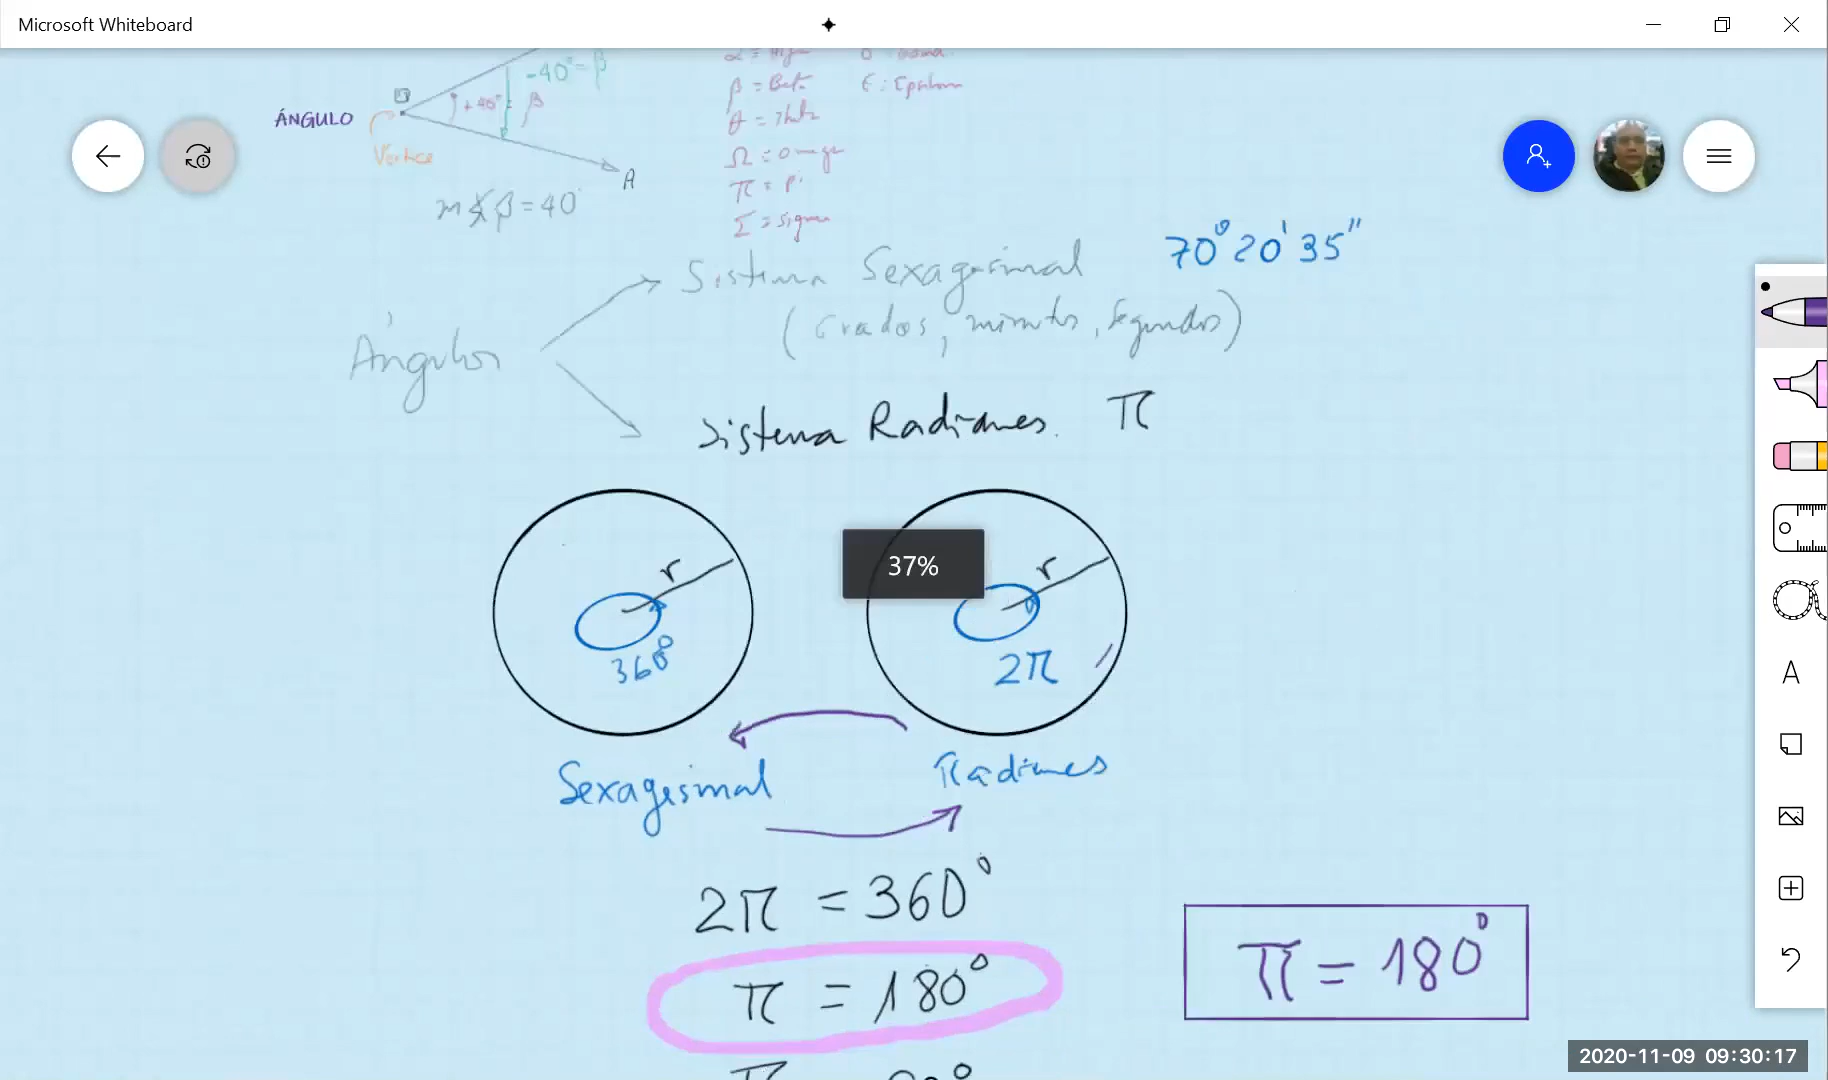 Microsoft Whiteboard
-40° = β
β = Beta
ε : Epsilon
+40° = β
ÁNGULO
θ = Theta
Vértice
Ω = Omega
A
π = Pi
m∡β = 40°
Σ = Sigma
Ángulos
Sistema Sexagesimal
70° 20' 35"
(Grados, minutos, Segundos)
Sistema Radianes. π
r
360°
37%
r
2π
Sexagesimal
Radianes
2π = 360°
π = 180°
π = 180°
2020-11-09 09:30:17